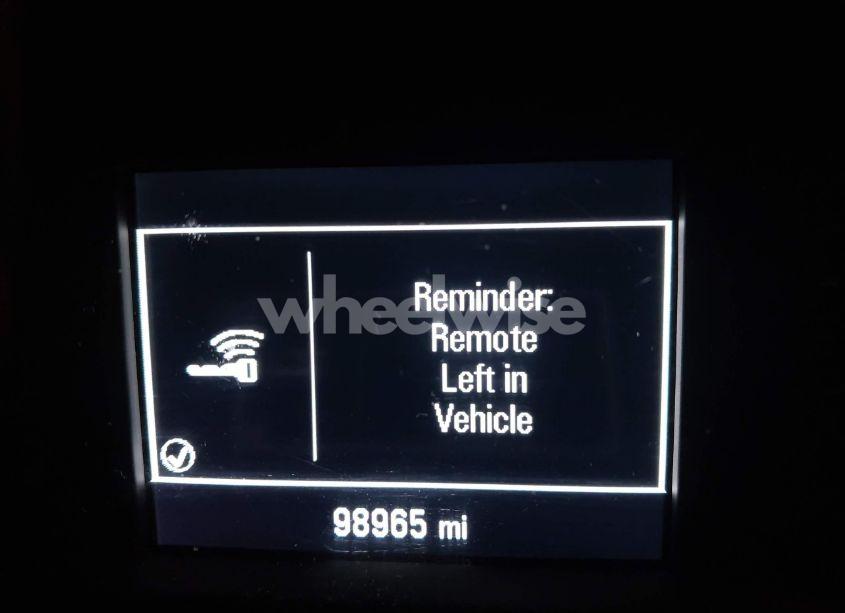 wheelwise
Reminder:
Remote
Left in
Vehicle
98965 mi